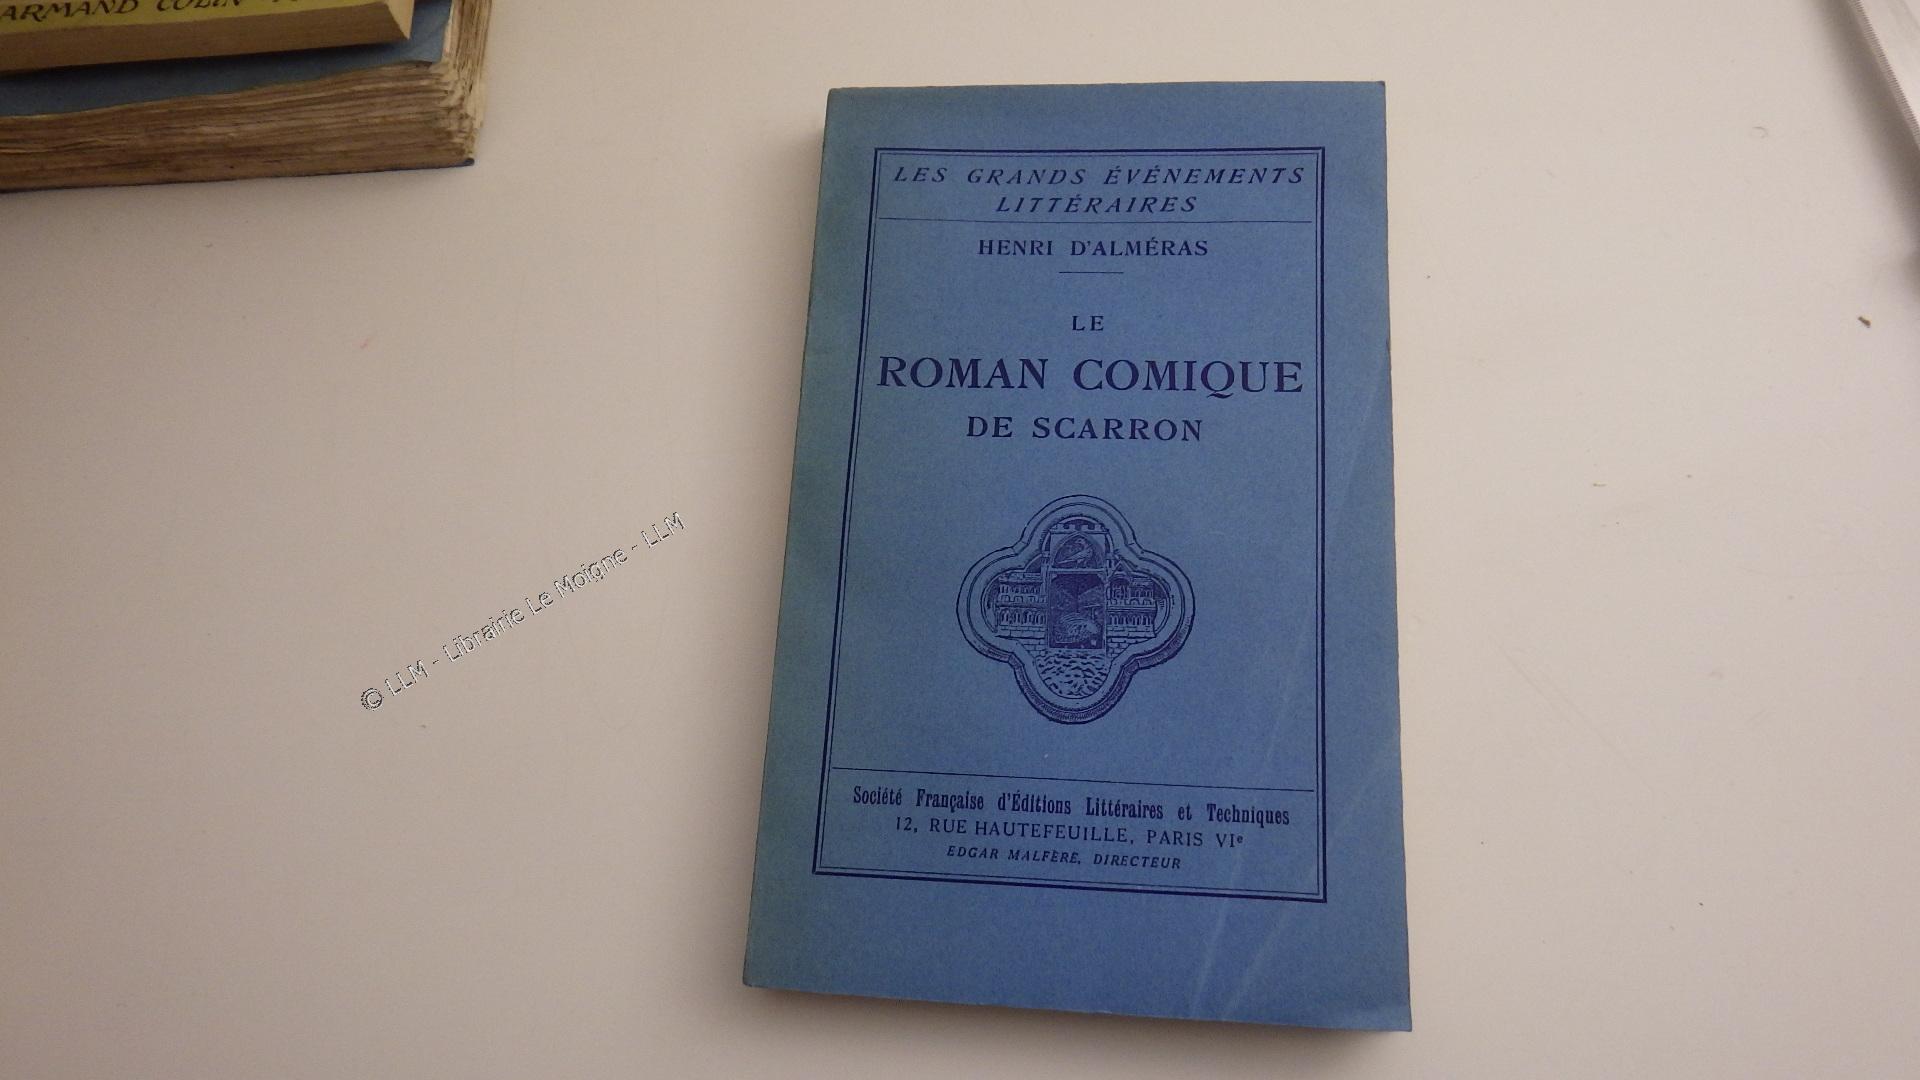 ARMAND COLIN
LES GRANDS ÉVÉNEMENTS
LITTÉRAIRES
HENRI D'ALMÉRAS
LE
ROMAN COMIQUE
DE SCARRON
Société Française d'Éditions Littéraires et Techniques
12, RUE HAUTEFEUILLE, PARIS VIᵉ
EDGAR MALFÈRE, DIRECTEUR
© LLM - Librairie Le Moigne - LLM